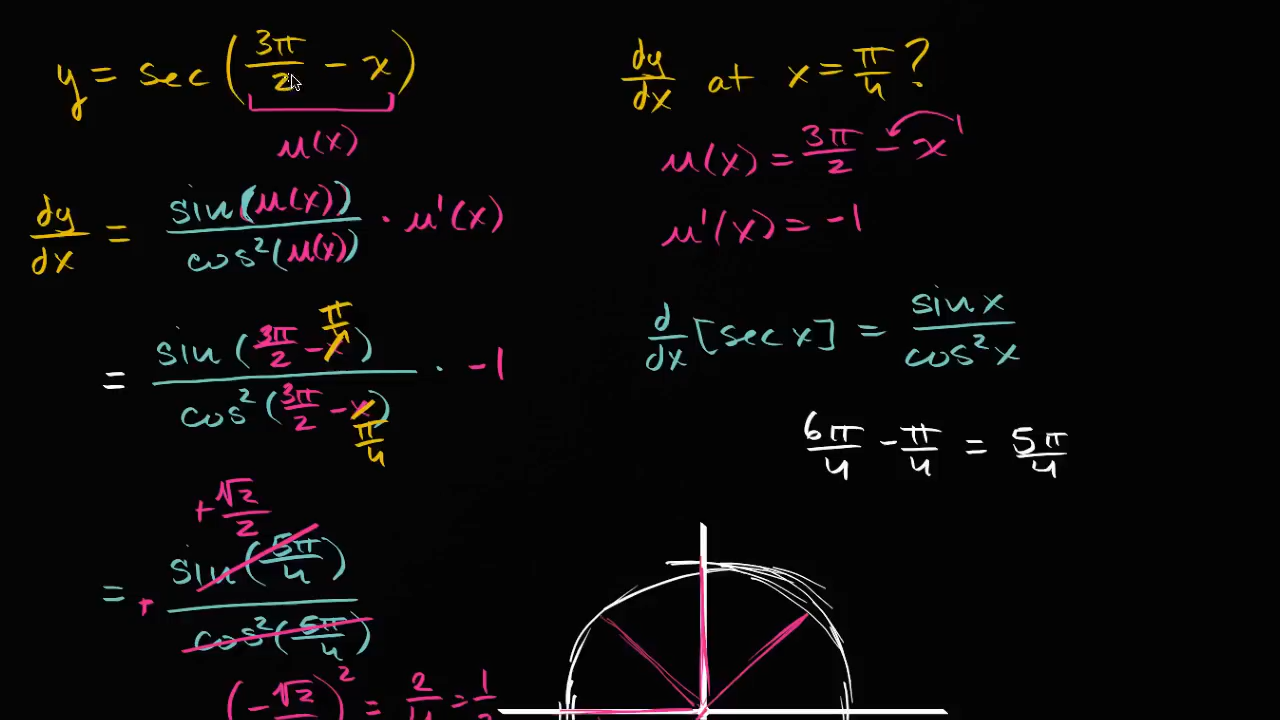 y = sec (3π/2 - x)
u(x)
dy/dx = sin(u(x))/cos²(u(x)) · u'(x)
= sin(3π/2 - x π/4)/cos²(3π/2 - x π/4) · -1
+√2/2
= + sin(5π/4)/cos²(5π/4)
(-√2)² = 2/4 = 1
dy/dx at x = π/4 ?
u(x) = 3π/2 - x¹
u'(x) = -1
d/dx [sec x] = sin x/cos² x
6π/4 - π/4 = 5π/4